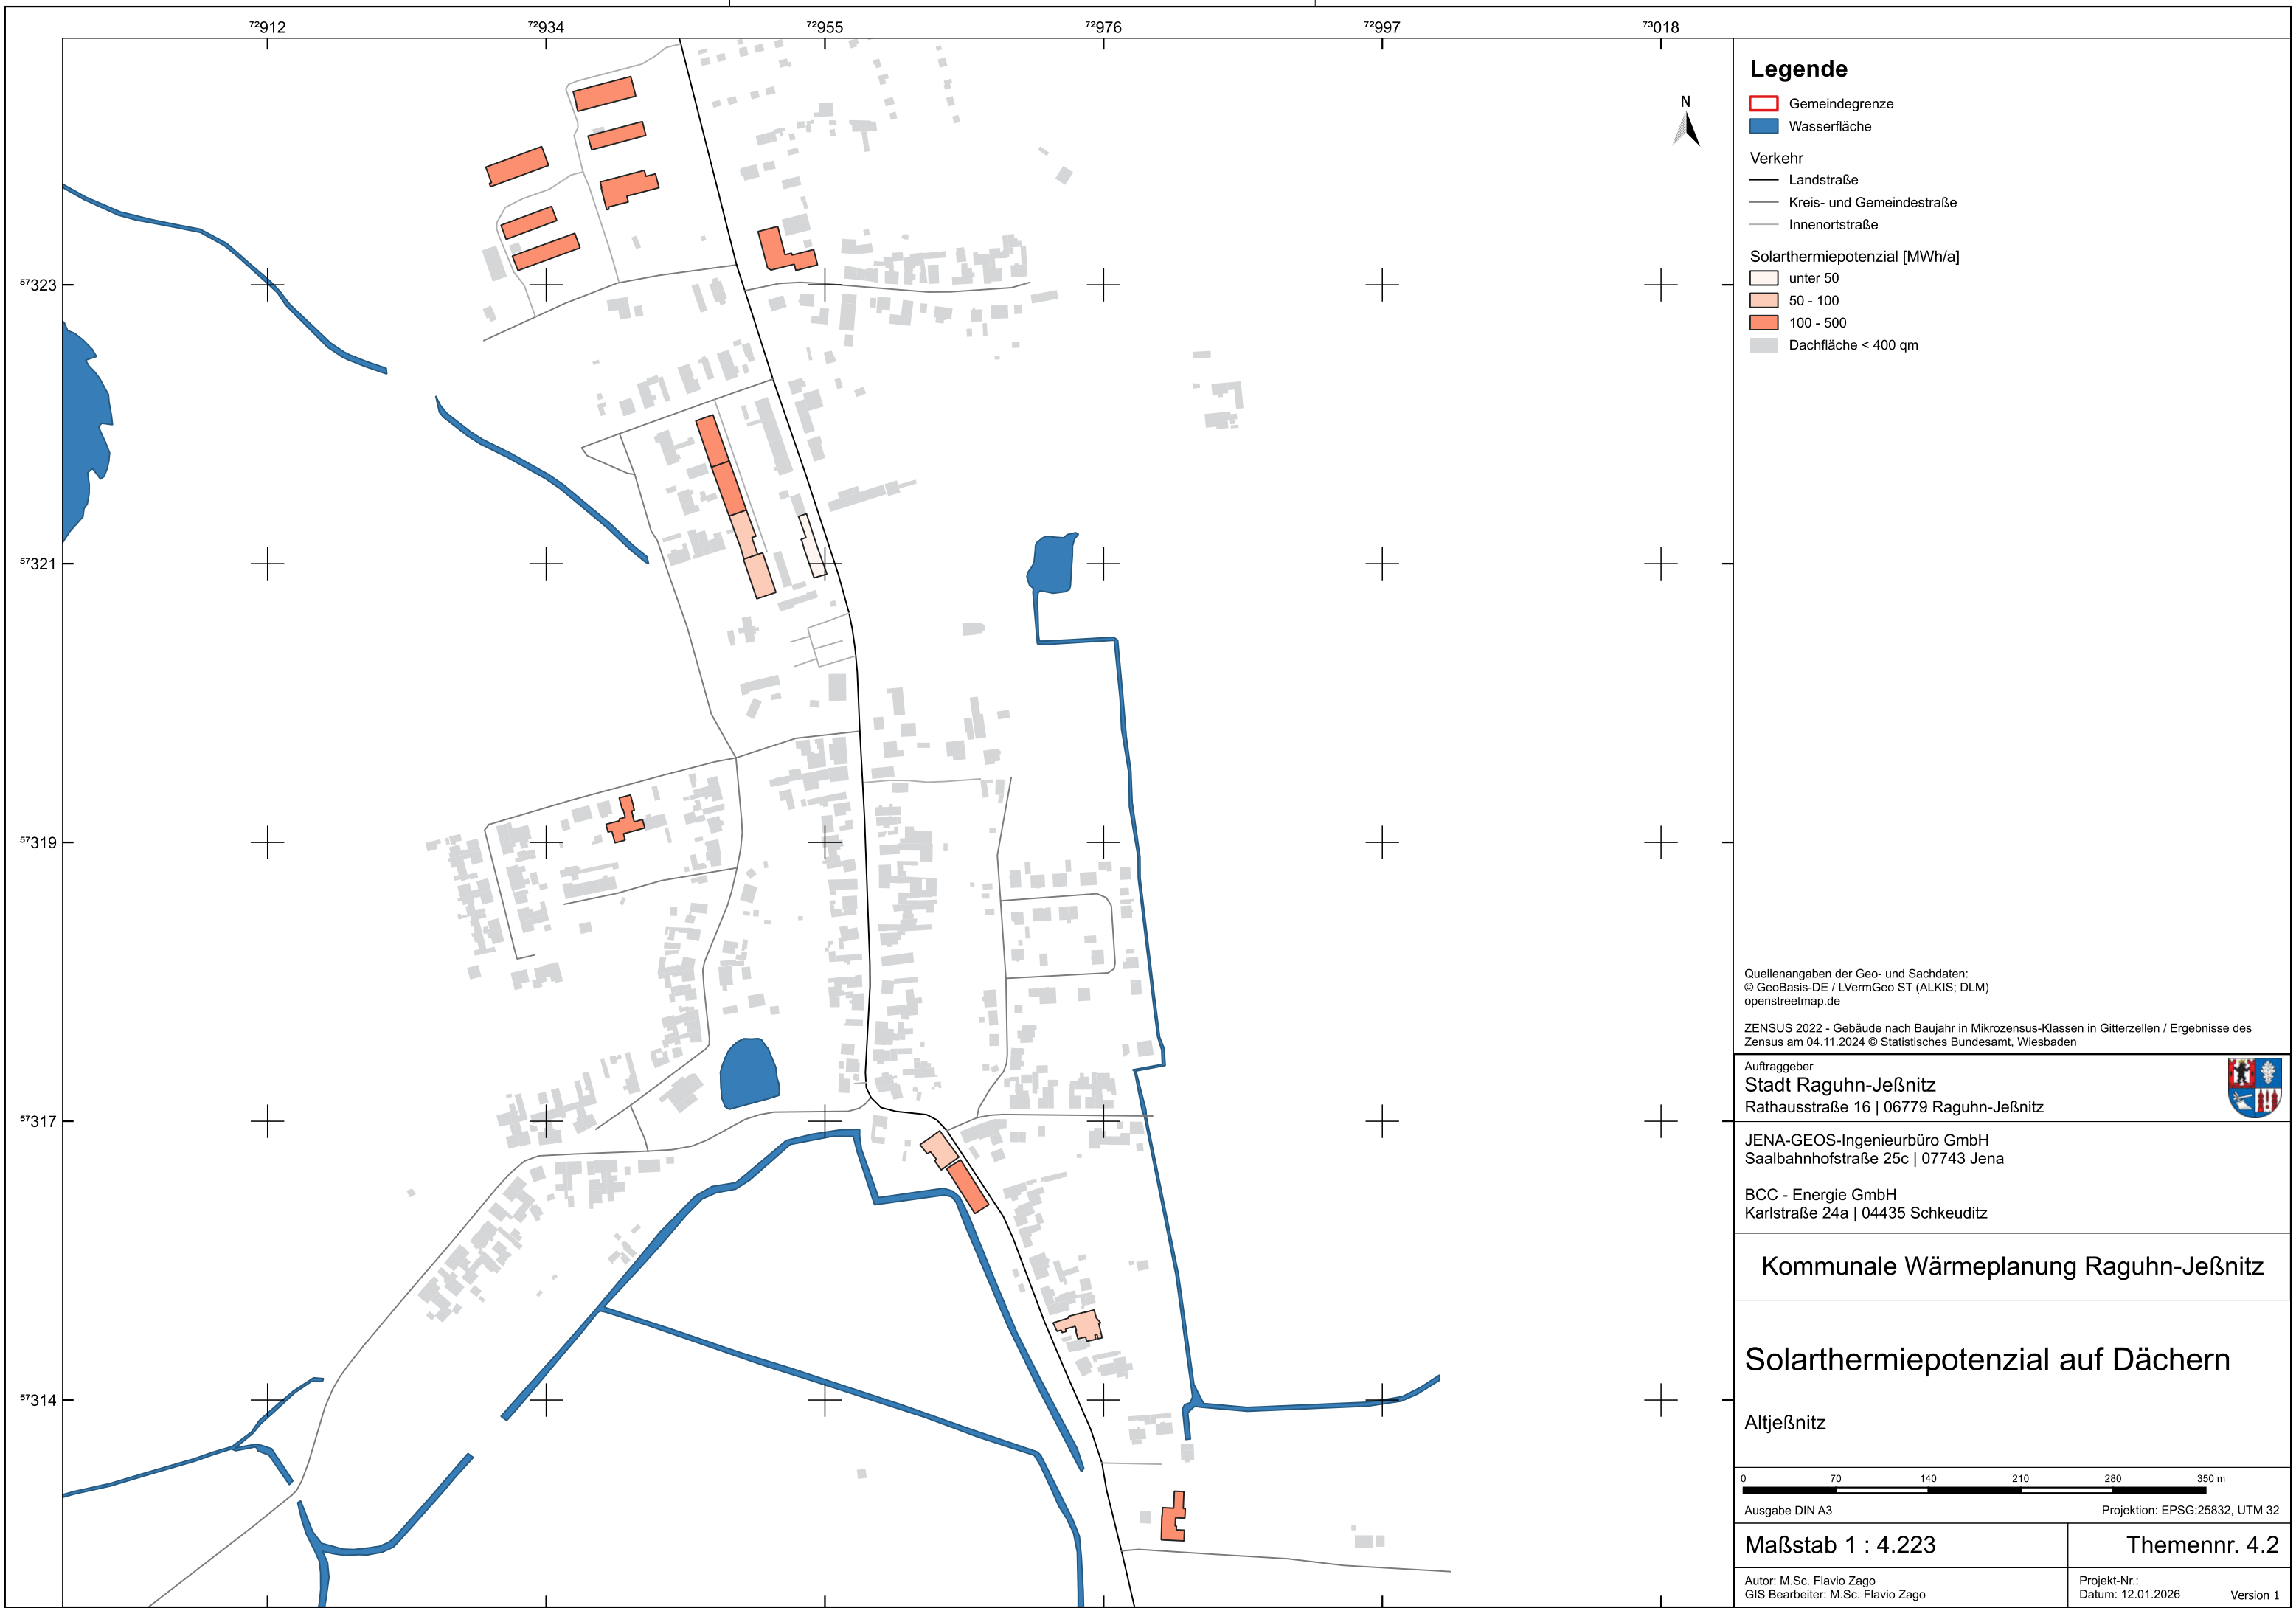 ⁷²912 ⁷²934 ⁷²955 ⁷²976 ⁷²997 ⁷³018
⁵⁷323
⁵⁷321
⁵⁷319
⁵⁷317
⁵⁷314
N
Legende
Gemeindegrenze
Wasserfläche
Verkehr
Landstraße
Kreis- und Gemeindestraße
Innenortstraße
Solarthermiepotenzial [MWh/a]
unter 50
50 - 100
100 - 500
Dachfläche < 400 qm
Quellenangaben der Geo- und Sachdaten:
© GeoBasis-DE / LVermGeo ST (ALKIS; DLM)
openstreetmap.de
ZENSUS 2022 - Gebäude nach Baujahr in Mikrozensus-Klassen in Gitterzellen / Ergebnisse des
Zensus am 04.11.2024 © Statistisches Bundesamt, Wiesbaden
Auftraggeber
Stadt Raguhn-Jeßnitz
Rathausstraße 16 | 06779 Raguhn-Jeßnitz
JENA-GEOS-Ingenieurbüro GmbH
Saalbahnhofstraße 25c | 07743 Jena
BCC - Energie GmbH
Karlstraße 24a | 04435 Schkeuditz
Kommunale Wärmeplanung Raguhn-Jeßnitz
Solarthermiepotenzial auf Dächern
Altjeßnitz
0 70 140 210 280 350 m
Ausgabe DIN A3 Projektion: EPSG:25832, UTM 32
Maßstab 1 : 4.223 Themennr. 4.2
Autor: M.Sc. Flavio Zago Projekt-Nr.:
GIS Bearbeiter: M.Sc. Flavio Zago Datum: 12.01.2026 Version 1